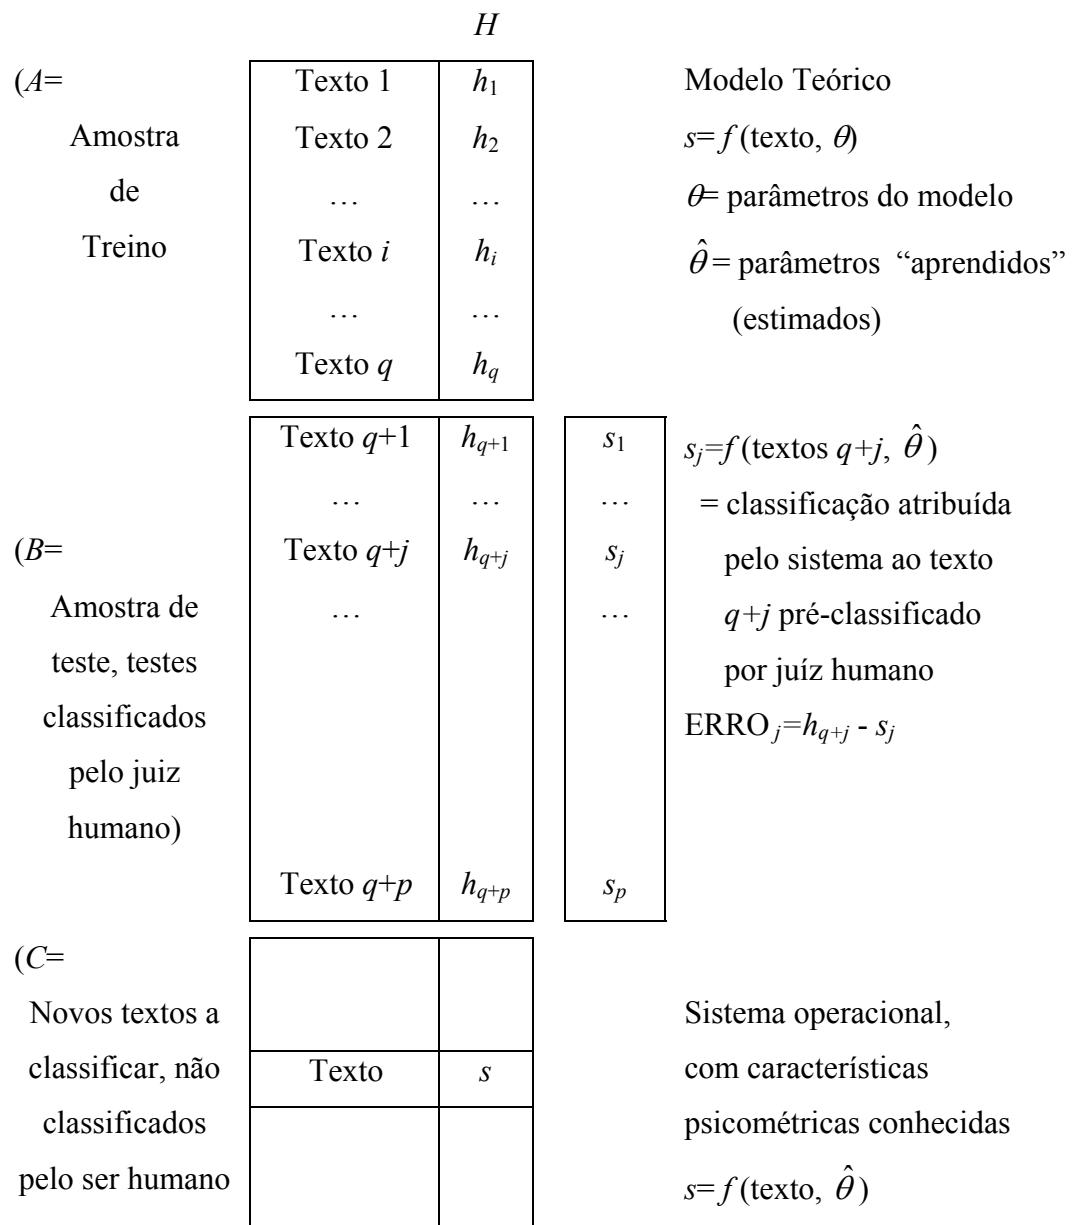 H
(A= Texto 1 h1 Modelo Teórico
Amostra Texto 2 h2 s=f(texto, θ)
de … … θ= parâmetros do modelo
Treino Texto i hi θ̂= parâmetros “aprendidos”
… … (estimados)
Texto q hq
Texto q+1 hq+1 s1 sj=f(textos q+j, θ̂)
… … … = classificação atribuída
(B= Texto q+j hq+j sj pelo sistema ao texto
Amostra de … … q+j pré-classificado
teste, testes por juíz humano
classificados ERRO j=hq+j - sj
pelo juiz
humano)
Texto q+p hq+p sp
(C=
Novos textos a Sistema operacional,
classificar, não Texto s com características
classificados psicométricas conhecidas
pelo ser humano s=f(texto, θ̂)